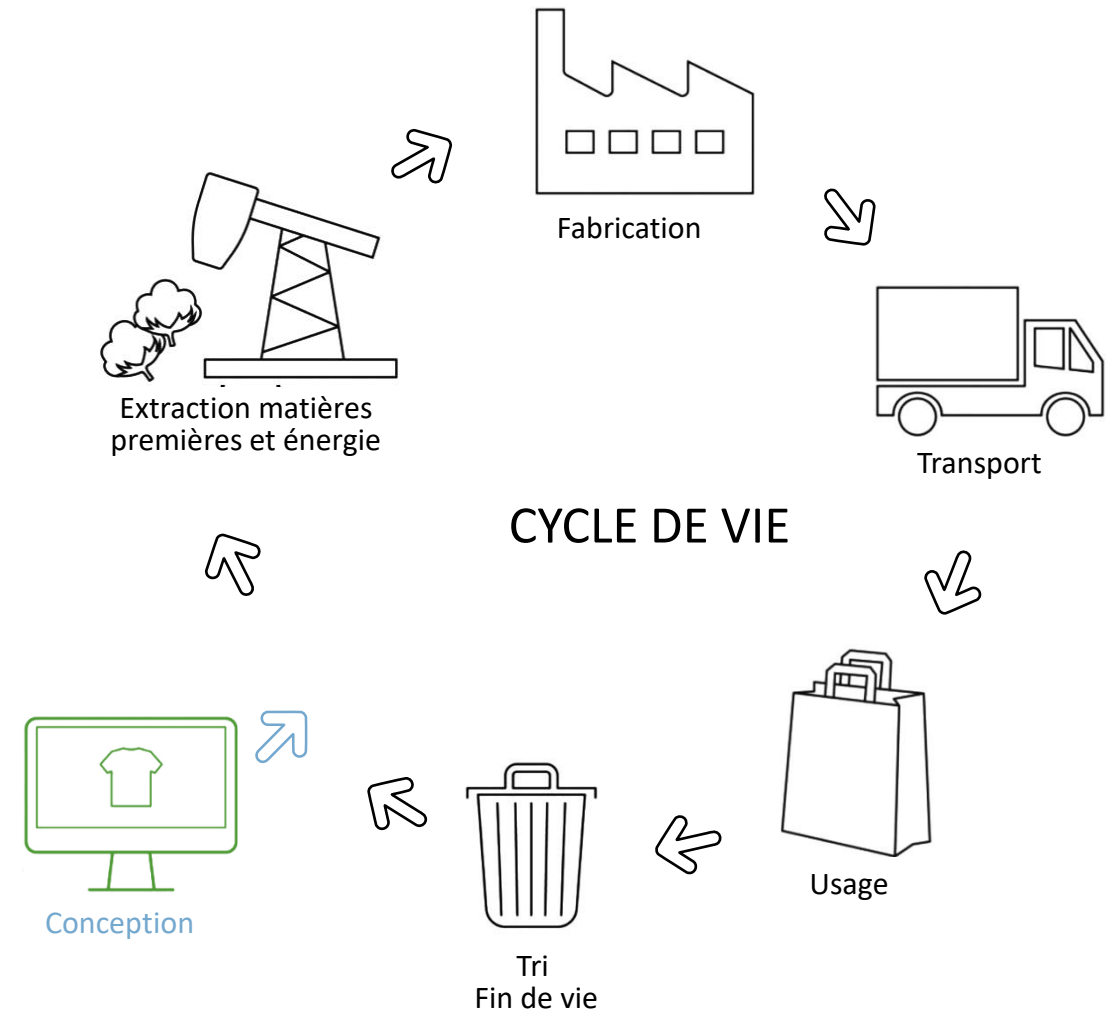 Fabrication
Extraction matières
premières et énergie
Transport
CYCLE DE VIE
Usage
Conception
Tri
Fin de vie